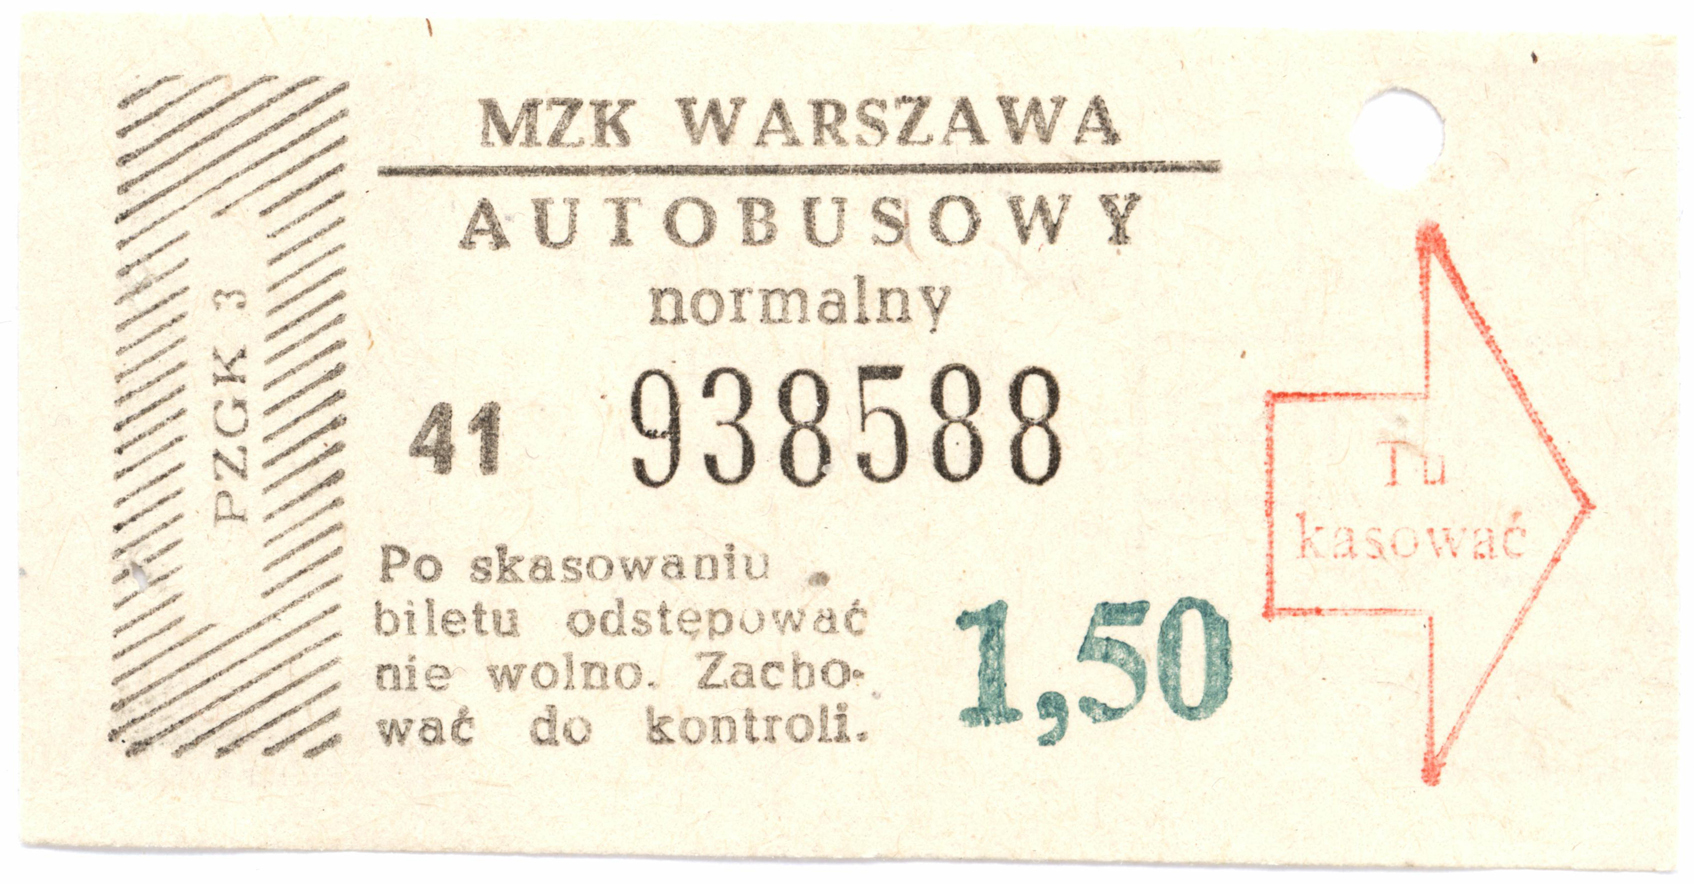 MZK WARSZAWA
AUTOBUSOWY
normalny
PZGK 3
41 938588
Po skasowaniu
biletu odstępować
nie wolno. Zacho-
wać do kontroli.
1,50
Tu
kasować